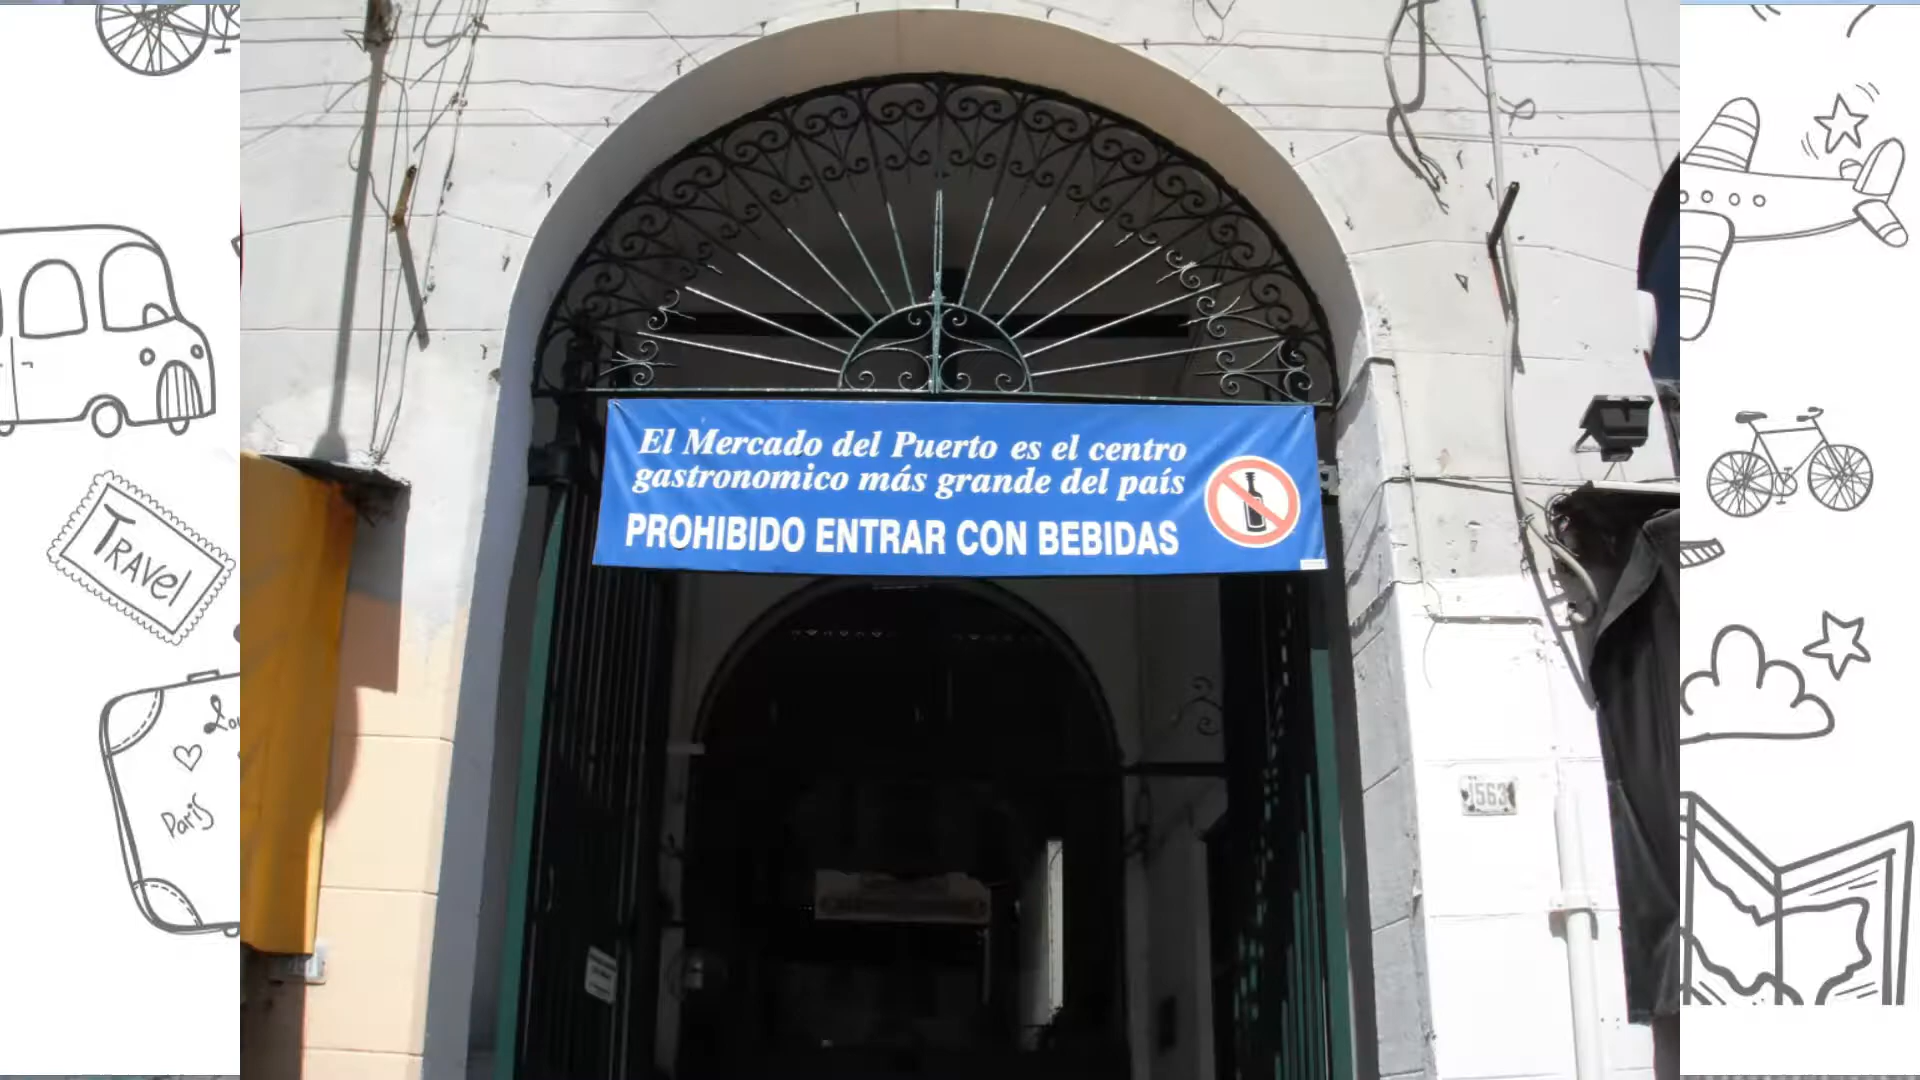 El Mercado del Puerto es el centro
gastronomico más grande del país
PROHIBIDO ENTRAR CON BEBIDAS
1563
TRAVEl
Paris